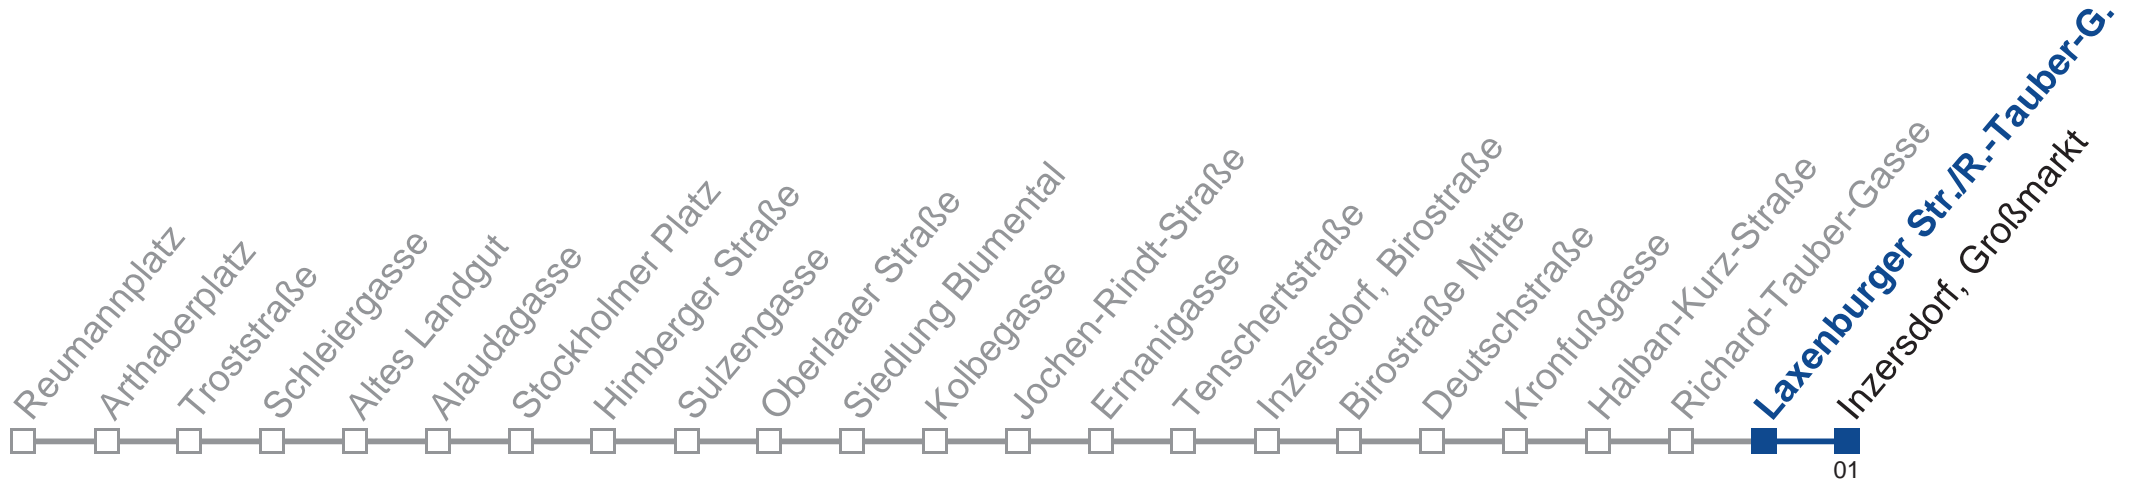 Reumannplatz
Arthaberplatz
Troststraße
Schleiergasse
Altes Landgut
Alaudagasse
Stockholmer Platz
Himberger Straße
Sulzengasse
Oberlaaer Straße
Siedlung Blumental
Kolbegasse
Jochen-Rindt-Straße
Ernanigasse
Tenschertstraße
Inzersdorf, Birostraße
Birostraße Mitte
Deutschstraße
Kronfußgasse
Halban-Kurz-Straße
Richard-Tauber-Gasse
Laxenburger Str./R.-Tauber-G.
Inzersdorf, Großmarkt
01